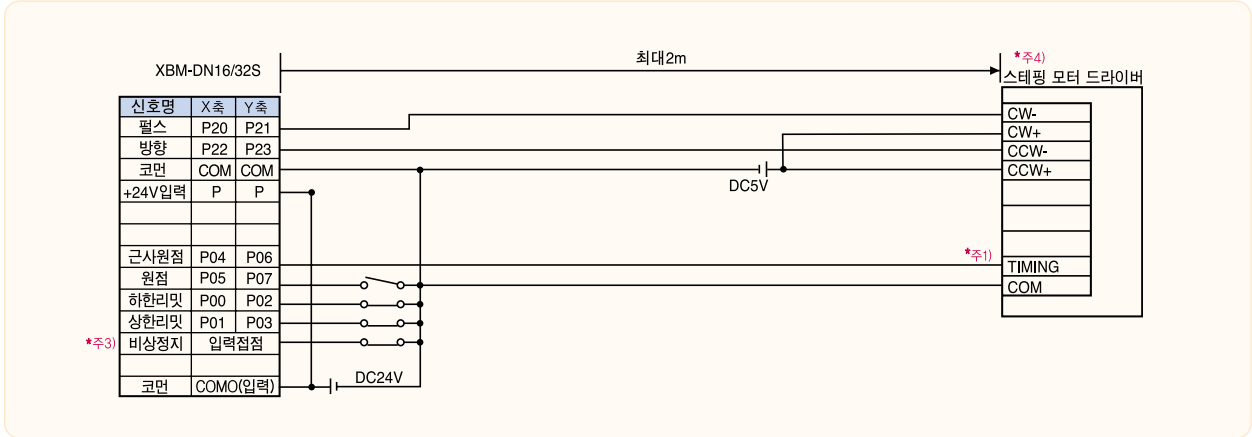 최대2m
XBM-DN16/32S
*주4)
스테핑 모터 드라이버
신호명 X축 Y축
펄스 P20 P21
방향 P22 P23
코먼 COM COM
+24V입력 P P
근사원점 P04 P06
원점 P05 P07
하한리밋 P00 P02
상한리밋 P01 P03
*주3) 비상정지 입력접점
코먼 COMO(입력)
DC24V
DC5V
CW-
CW+
CCW-
CCW+
*주1)
TIMING
COM